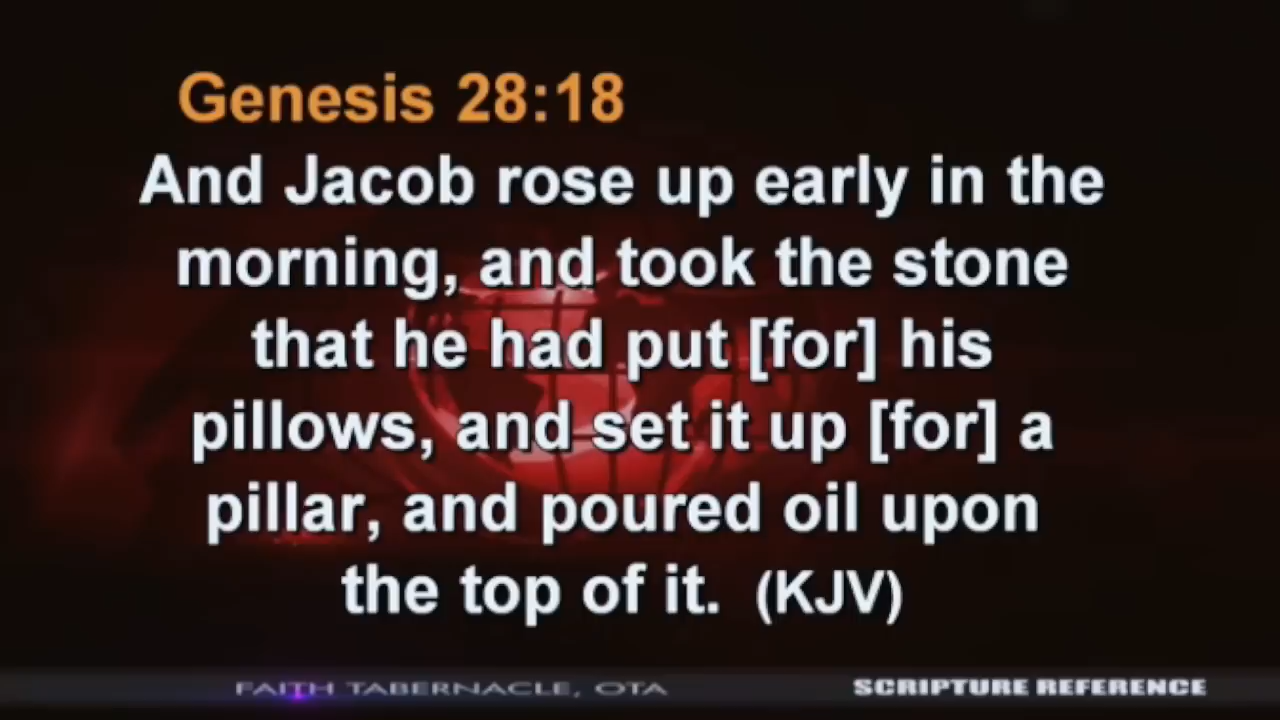 Genesis 28:18
And Jacob rose up early in the
morning, and took the stone
that he had put [for] his
pillows, and set it up [for] a
pillar, and poured oil upon
the top of it. (KJV)
FAITH TABERNACLE, OTA
SCRIPTURE REFERENCE